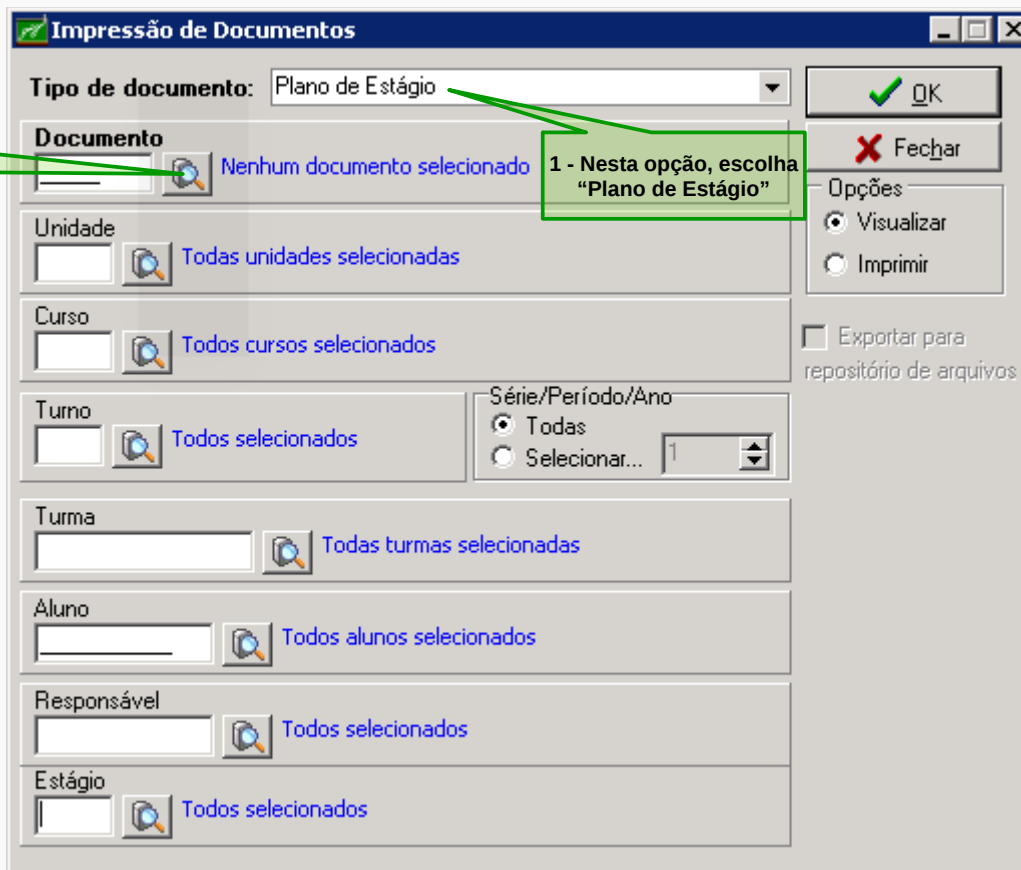 Impressão de Documentos
Tipo de documento: Plano de Estágio
OK
Fechar
Documento
Nenhum documento selecionado
1 - Nesta opção, escolha
“Plano de Estágio”
Opções
Visualizar
Imprimir
Unidade
Todas unidades selecionadas
Curso
Todos cursos selecionados
Exportar para
repositório de arquivos
Turno
Todos selecionados
Série/Período/Ano
Todas
Selecionar... 1
Turma
Todas turmas selecionadas
Aluno
Todos alunos selecionados
Responsável
Todos selecionados
Estágio
Todos selecionados